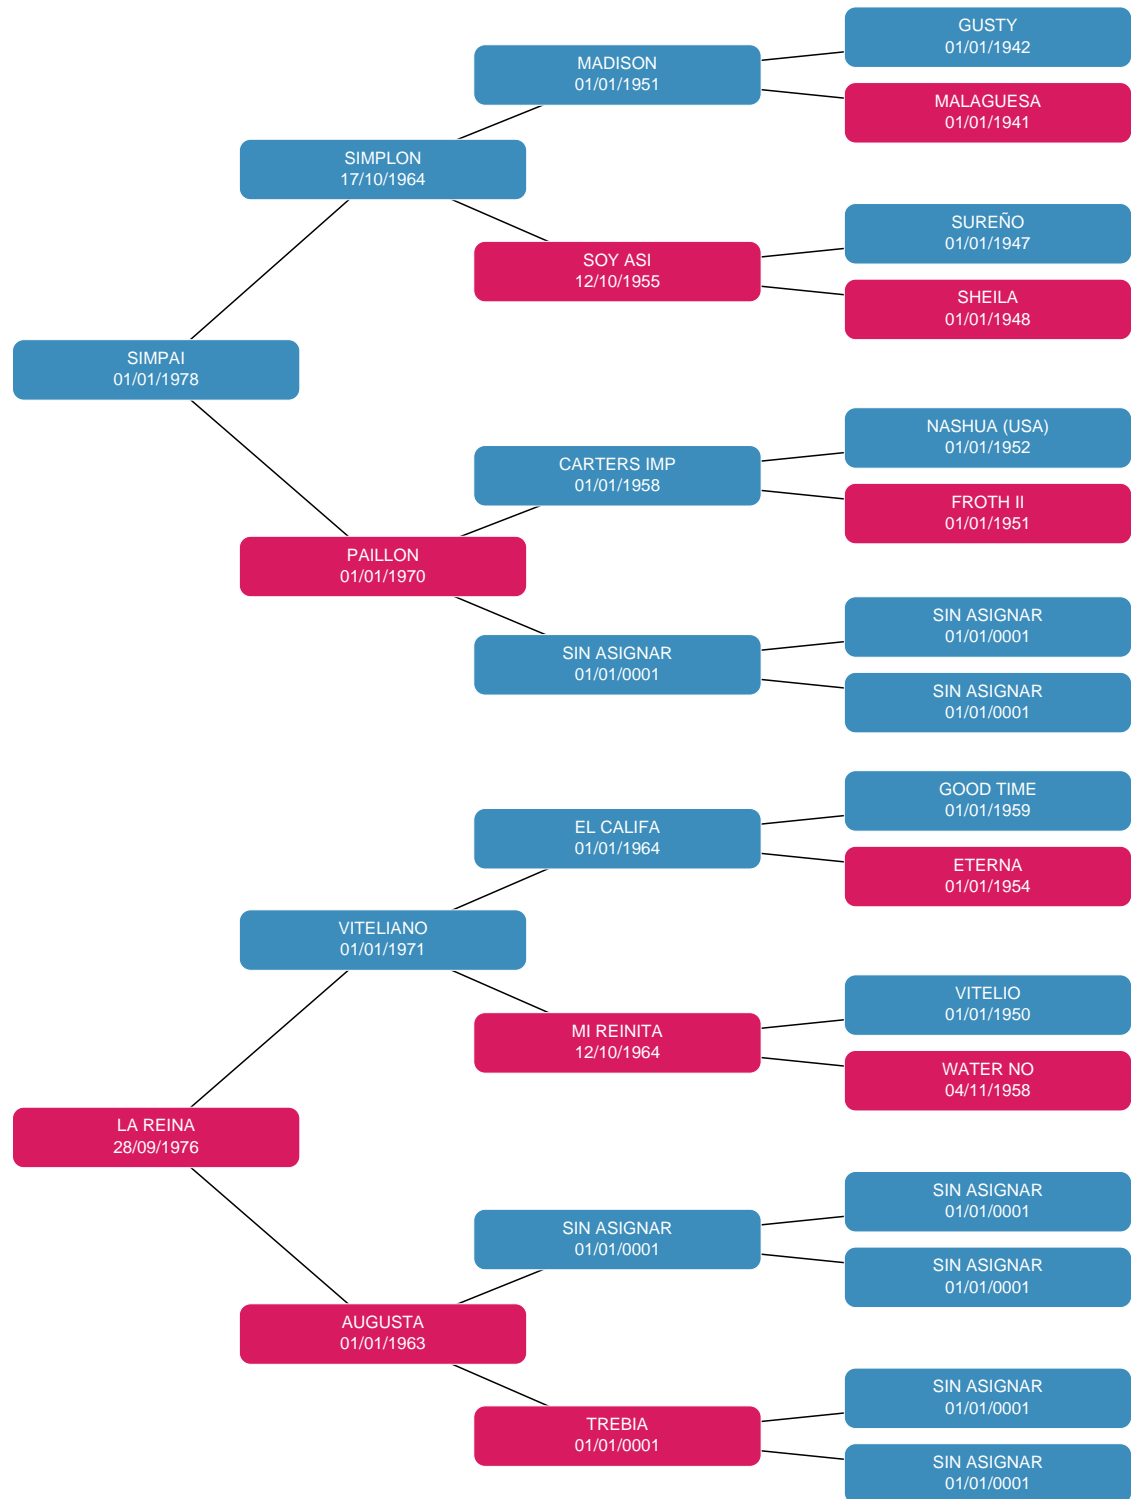 GUSTY
01/01/1942
MADISON
01/01/1951
MALAGUESA
01/01/1941
SIMPLON
17/10/1964
SUREÑO
01/01/1947
SOY ASI
12/10/1955
SHEILA
01/01/1948
SIMPAI
01/01/1978
NASHUA (USA)
01/01/1952
CARTERS IMP
01/01/1958
FROTH II
01/01/1951
PAILLON
01/01/1970
SIN ASIGNAR
01/01/0001
SIN ASIGNAR
01/01/0001
SIN ASIGNAR
01/01/0001
GOOD TIME
01/01/1959
EL CALIFA
01/01/1964
ETERNA
01/01/1954
VITELIANO
01/01/1971
VITELIO
01/01/1950
MI REINITA
12/10/1964
WATER NO
04/11/1958
LA REINA
28/09/1976
SIN ASIGNAR
01/01/0001
SIN ASIGNAR
01/01/0001
SIN ASIGNAR
01/01/0001
AUGUSTA
01/01/1963
SIN ASIGNAR
01/01/0001
TREBIA
01/01/0001
SIN ASIGNAR
01/01/0001